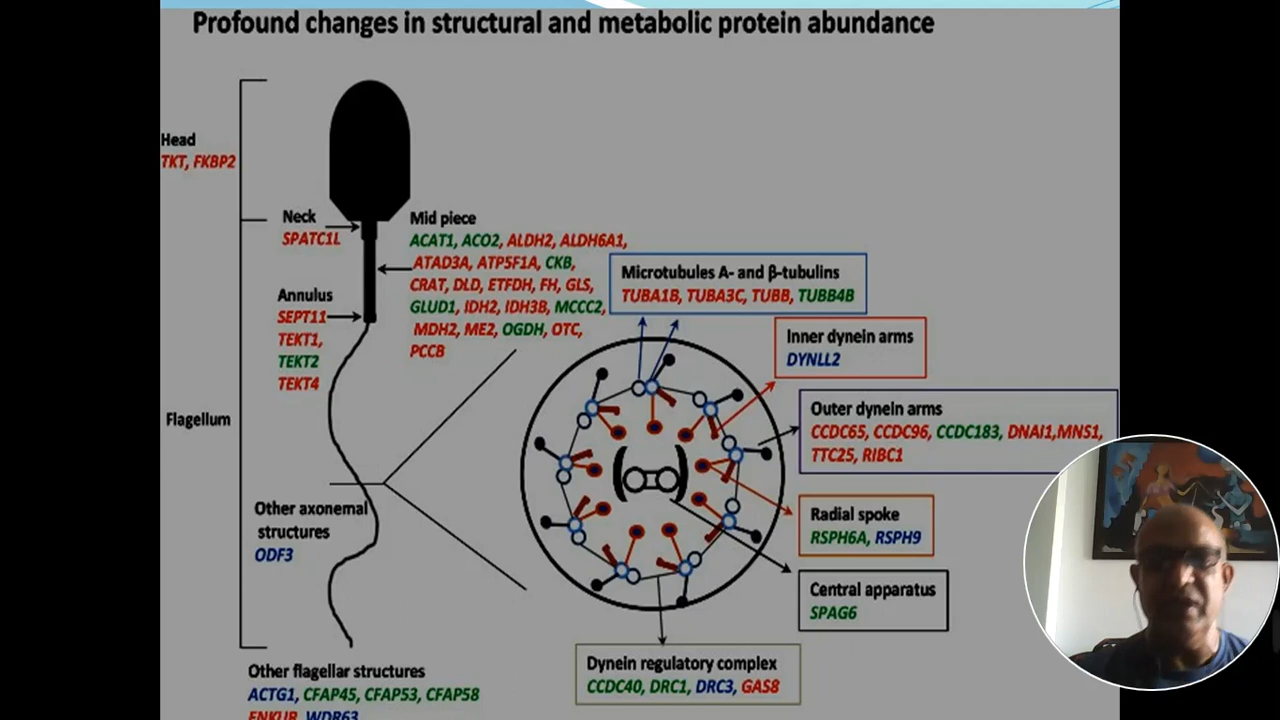 Profound changes in structural and metabolic protein abundance
Head
TKT, FKBP2
Neck
SPATC1L
Mid piece
ACAT1, ACO2, ALDH2, ALDH6A1,
ATAD3A, ATP5F1A, CKB,
CRAT, DLD, ETFDH, FH, GLS,
GLUD1, IDH2, IDH3B, MCCC2,
MDH2, ME2, OGDH, OTC,
PCCB
Annulus
SEPT11
TEKT1,
TEKT2
TEKT4
Microtubules A- and β-tubulins
TUBA1B, TUBA3C, TUBB, TUBB4B
Inner dynein arms
DYNLL2
Outer dynein arms
CCDC65, CCDC96, CCDC183, DNAI1,MNS1,
TTC25, RIBC1
Flagellum
Other axonemal
structures
ODF3
Radial spoke
RSPH6A, RSPH9
Central apparatus
SPAG6
Dynein regulatory complex
CCDC40, DRC1, DRC3, GAS8
Other flagellar structures
ACTG1, CFAP45, CFAP53, CFAP58
ENKUR, WDR63